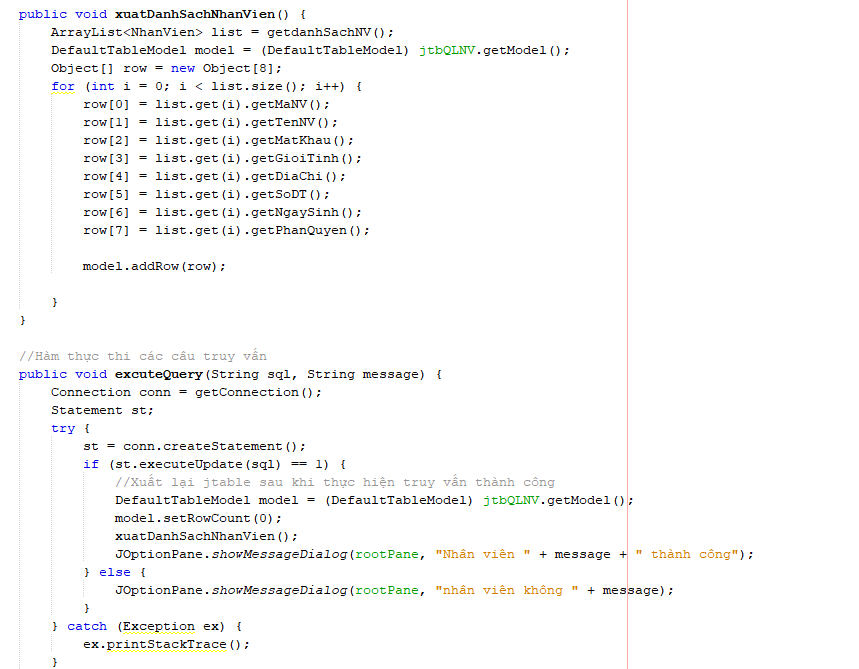 public void xuatDanhSachNhanVien() {
    ArrayList<NhanVien> list = getdanhSachNV();
    DefaultTableModel model = (DefaultTableModel) jtbQLNV.getModel();
    Object[] row = new Object[8];
    for (int i = 0; i < list.size(); i++) {
        row[0] = list.get(i).getMaNV();
        row[1] = list.get(i).getTenNV();
        row[2] = list.get(i).getMatKhau();
        row[3] = list.get(i).getGioiTinh();
        row[4] = list.get(i).getDiaChi();
        row[5] = list.get(i).getSoDT();
        row[6] = list.get(i).getNgaySinh();
        row[7] = list.get(i).getPhanQuyen();

        model.addRow(row);

    }
}

//Hàm thực thi các câu truy vấn
public void excuteQuery(String sql, String message) {
    Connection conn = getConnection();
    Statement st;
    try {
        st = conn.createStatement();
        if (st.executeUpdate(sql) == 1) {
            //Xuất lại jtable sau khi thực hiện truy vấn thành công
            DefaultTableModel model = (DefaultTableModel) jtbQLNV.getModel();
            model.setRowCount(0);
            xuatDanhSachNhanVien();
            JOptionPane.showMessageDialog(rootPane, "Nhân viên " + message + " thành công");
        } else {
            JOptionPane.showMessageDialog(rootPane, "nhân viên không " + message);
        }
    } catch (Exception ex) {
        ex.printStackTrace();
    }